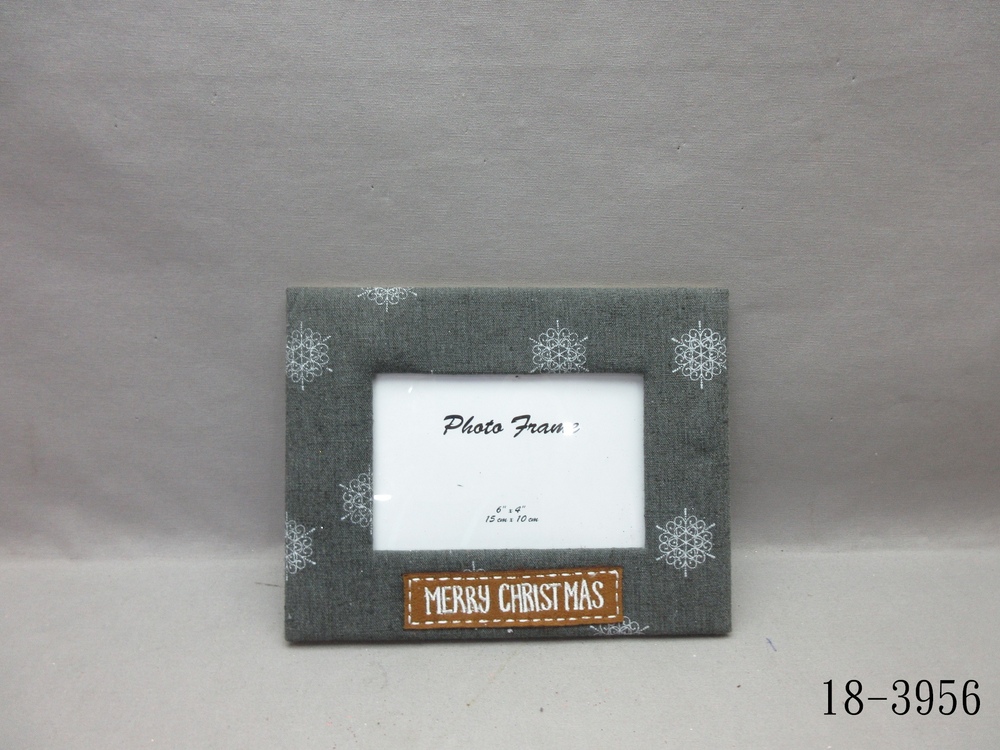 Photo Frame
6" x 4"
15 cm x 10 cm
MERRY CHRISTMAS
18-3956